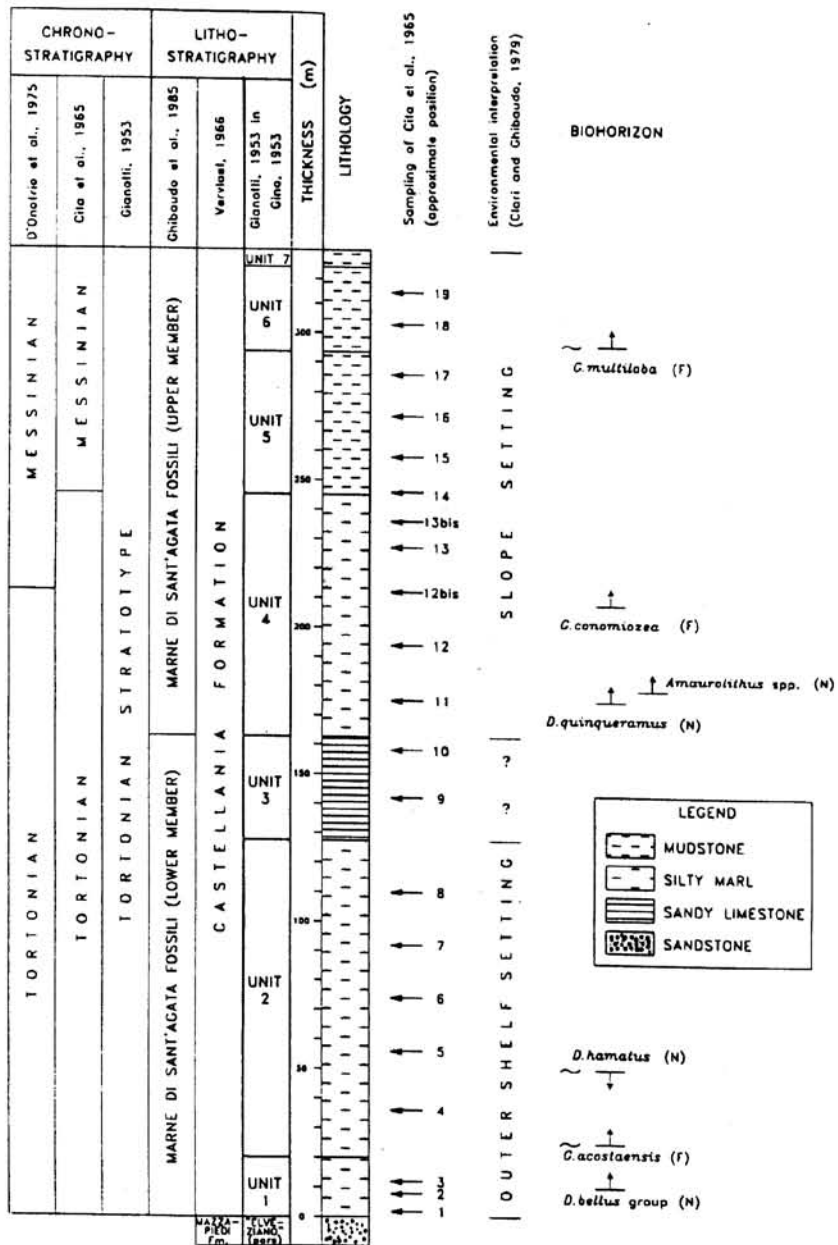 CHRONO-
STRATIGRAPHY
LITHO-
STRATIGRAPHY
D'Onofrio et al., 1975
Cita et al., 1965
Gianotti, 1953
Ghibaudo et al., 1985
Vervloet, 1966
Gianotti, 1953 in
Gino, 1953
THICKNESS (m)
LITHOLOGY
Sampling of Cita et al., 1965
(approximate position)
Environmental interpretation
(Clari and Ghibaudo, 1979)
BIOHORIZON
MESSINIAN
TORTONIAN
MESSINIAN
TORTONIAN
TORTONIAN STRATOTYPE
MARNE DI SANT'AGATA FOSSILI (UPPER MEMBER)
MARNE DI SANT'AGATA FOSSILI (LOWER MEMBER)
CASTELLANIA FORMATION
MAZZA-
PIEDI
Fm.
UNIT 7
UNIT
6
UNIT
5
UNIT
4
UNIT
3
UNIT
2
UNIT
1
"ELVE-
ZIANO"
(pars)
300
250
200
150
100
50
0
19
18
17
16
15
14
13bis
13
12bis
12
11
10
9
8
7
6
5
4
3
2
1
SLOPE SETTING
?
?
OUTER SHELF SETTING
~
G.multiloba (F)
G.conomiozea (F)
Amaurolithus spp. (N)
D.quinqueramus (N)
LEGEND
MUDSTONE
SILTY MARL
SANDY LIMESTONE
SANDSTONE
D.hamatus (N)
~
~
G.acostaensis (F)
D.bellus group (N)